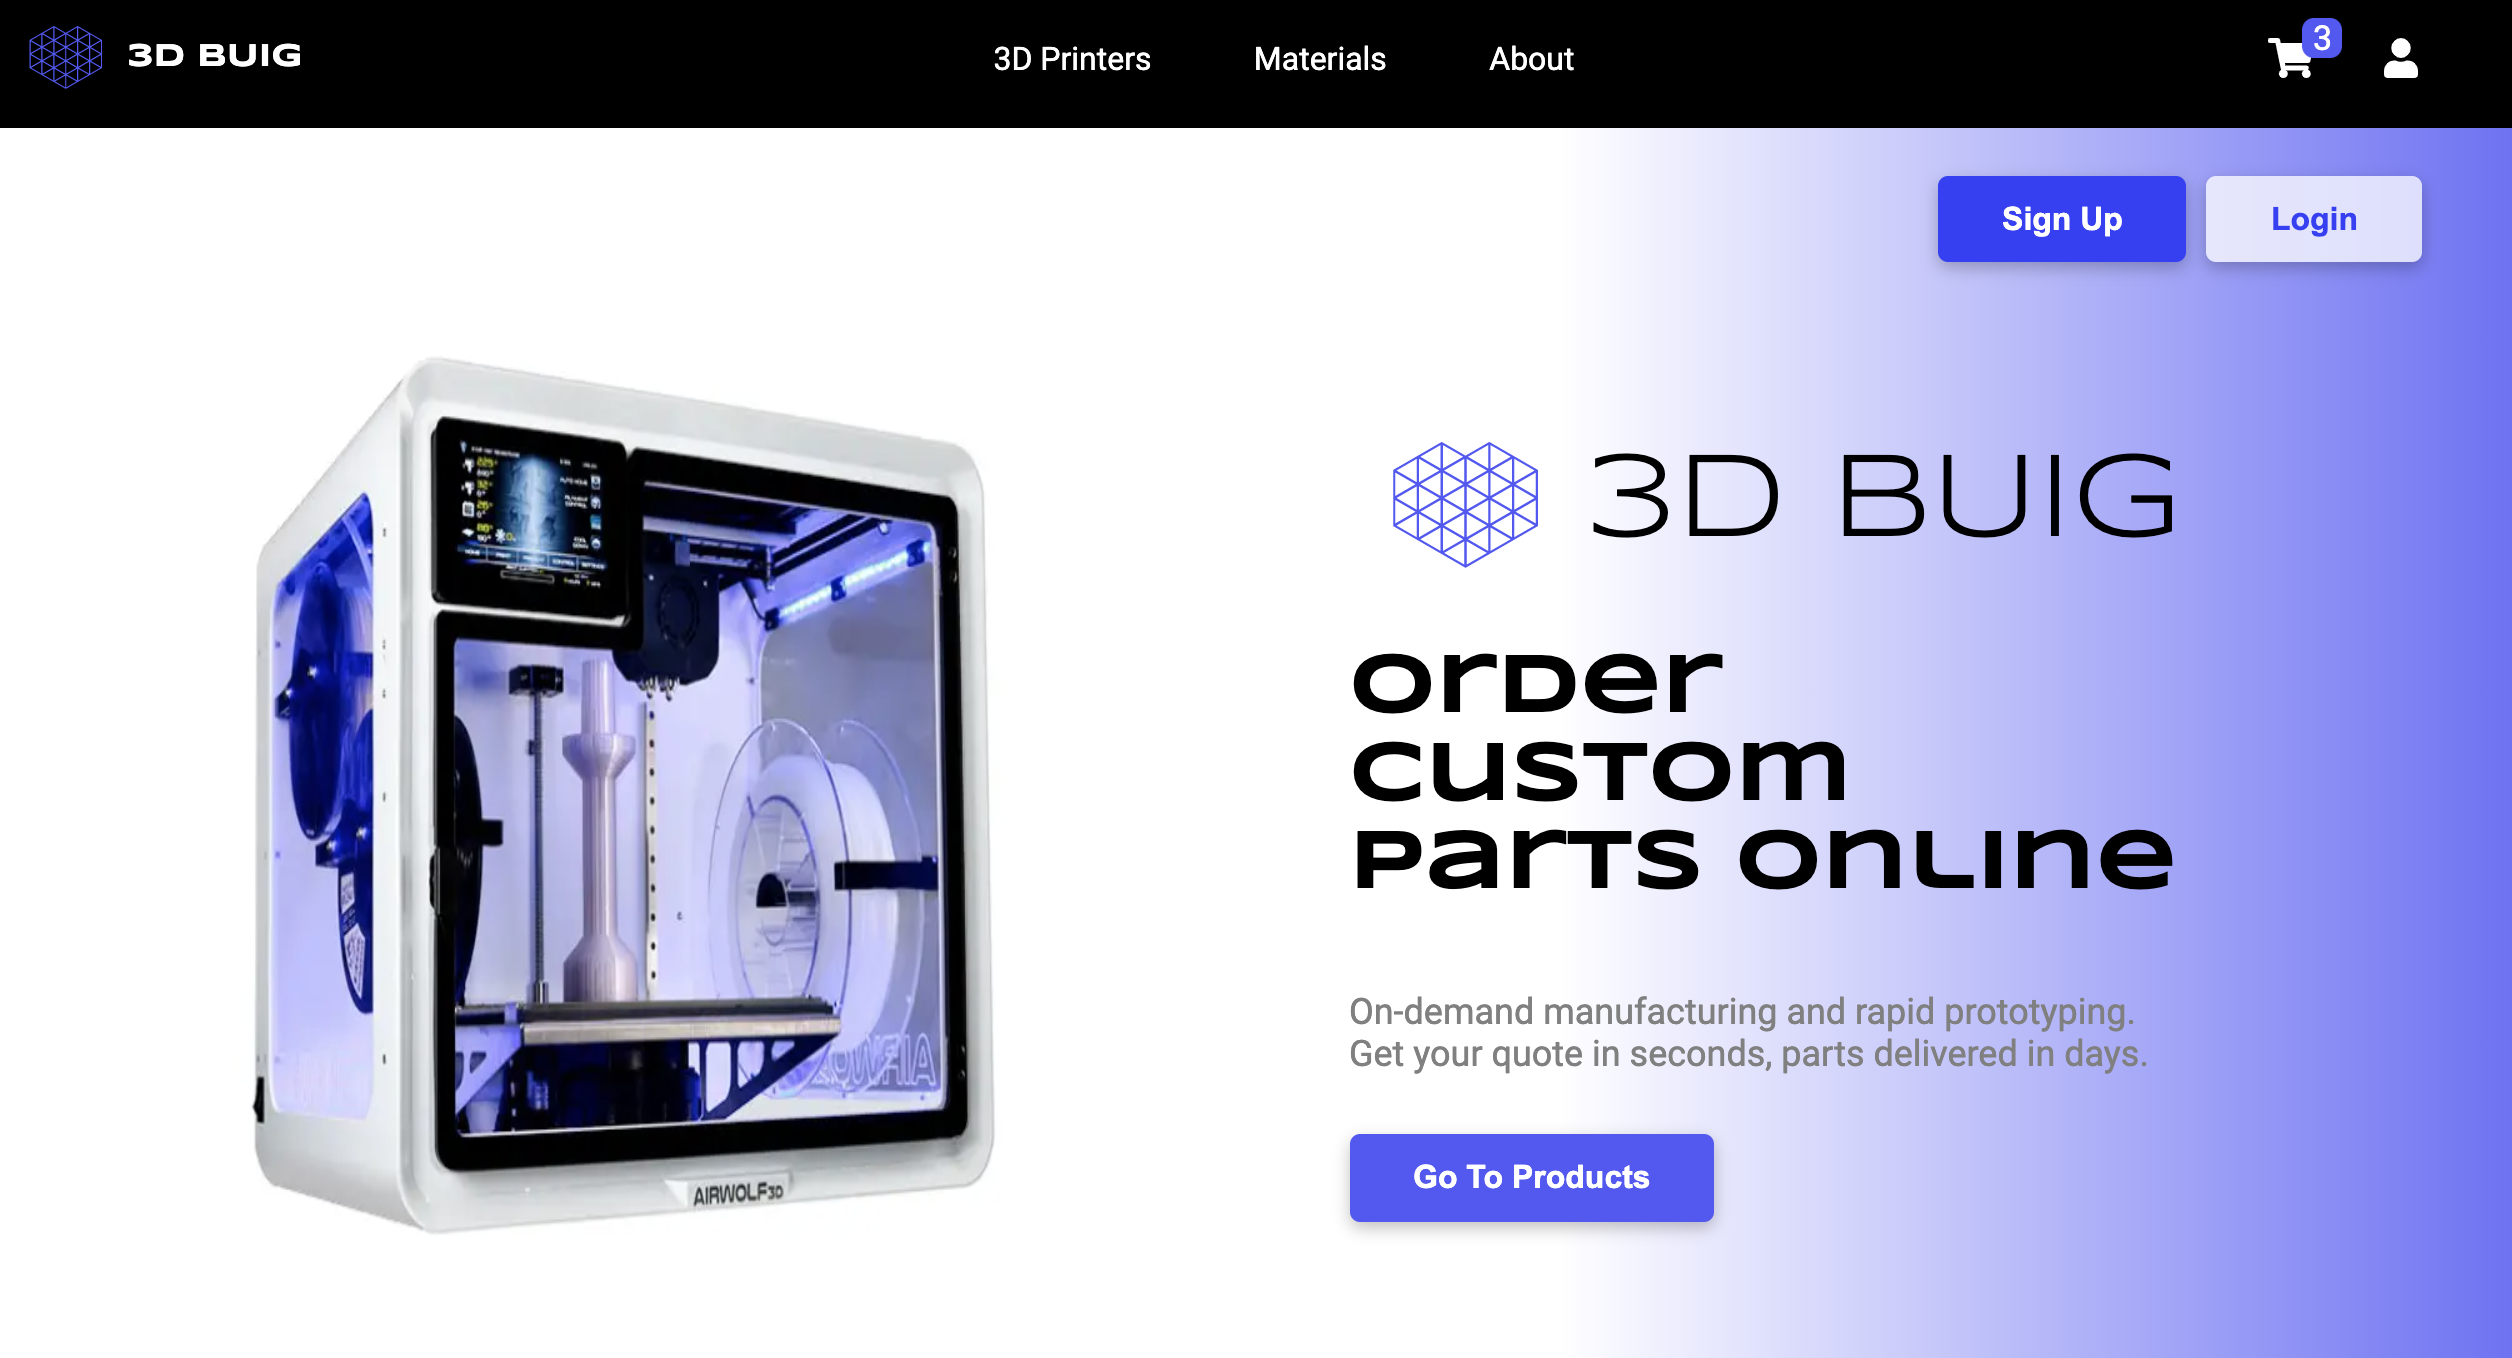 3D BUIG
3D Printers
Materials
About
3
Sign Up
Login
3D BUIG
Order
Custom
Parts Online
On-demand manufacturing and rapid prototyping.
Get your quote in seconds, parts delivered in days.
Go To Products
AIRWOLF3D